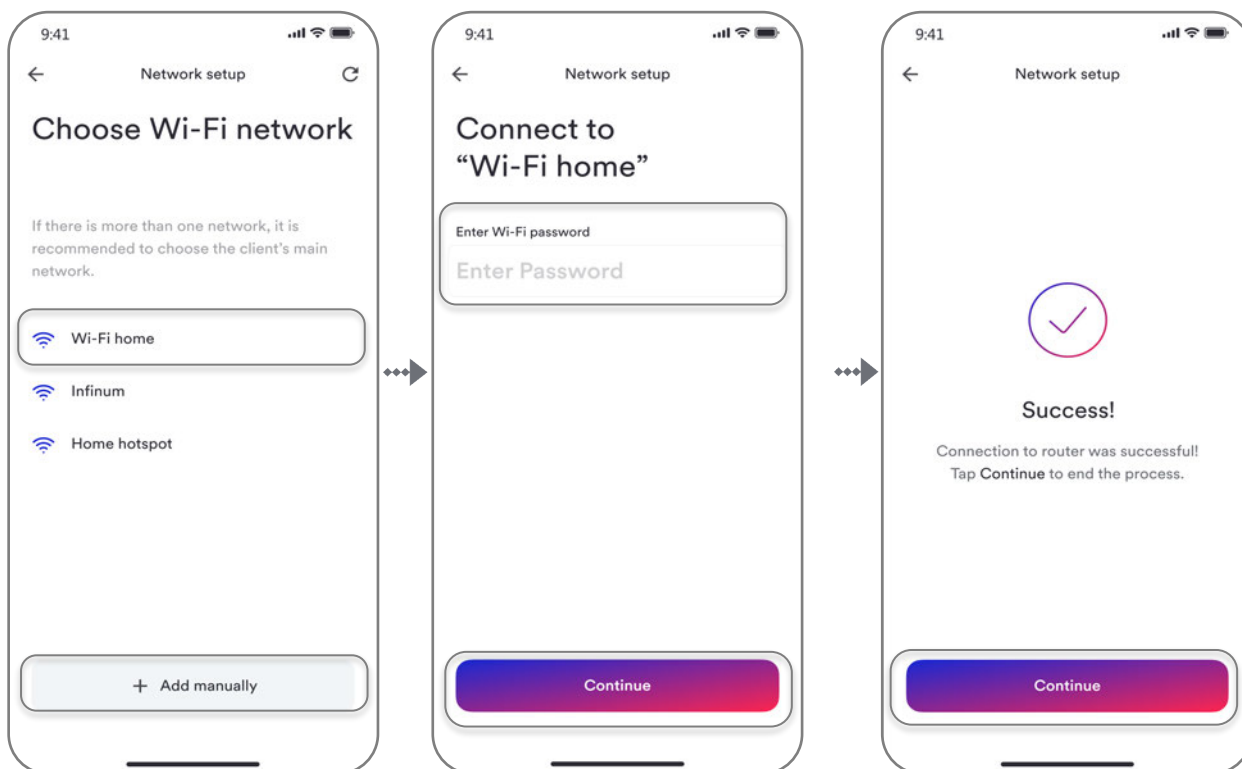 9:41
Network setup
Choose Wi-Fi network
If there is more than one network, it is
recommended to choose the client's main
network.
Wi-Fi home
Infinum
Home hotspot
+ Add manually
9:41
Network setup
Connect to
“Wi-Fi home”
Enter Wi-Fi password
Enter Password
Continue
9:41
Network setup
Success!
Connection to router was successful!
Tap Continue to end the process.
Continue